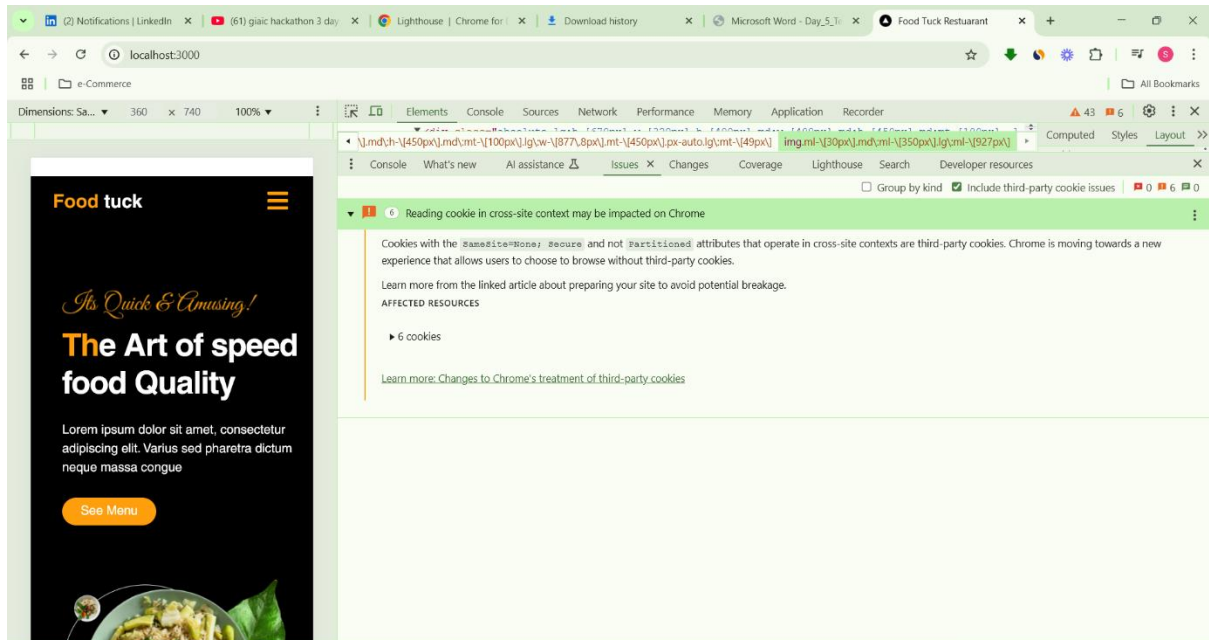 (2) Notifications | LinkedIn
(61) giaic hackathon 3 day
Lighthouse | Chrome for
Download history
Microsoft Word - Day_5_Te
Food Tuck Restuarant
localhost:3000
S
e-Commerce
All Bookmarks
Dimensions: Sa... 360 × 740 100%
Elements Console Sources Network Performance Memory Application Recorder
43 6
\].md\:h-\[450px\].md\:mt-\[100px\].lg\:w-\[877\.8px\].mt-\[450px\].px-auto.lg\:mt-\[49px\] img.ml-\[30px\].md\:ml-\[350px\].lg\:ml-\[927px\]
Computed Styles Layout
Console What's new AI assistance Issues Changes Coverage Lighthouse Search Developer resources
Group by kind Include third-party cookie issues 0 6 0
6 Reading cookie in cross-site context may be impacted on Chrome
Cookies with the SameSite=None; Secure and not Partitioned attributes that operate in cross-site contexts are third-party cookies. Chrome is moving towards a new
experience that allows users to choose to browse without third-party cookies.
Learn more from the linked article about preparing your site to avoid potential breakage.
AFFECTED RESOURCES
6 cookies
Learn more: Changes to Chrome's treatment of third-party cookies
Food tuck
Its Quick & Amusing!
The Art of speed
food Quality
Lorem ipsum dolor sit amet, consectetur
adipiscing elit. Varius sed pharetra dictum
neque massa congue
See Menu